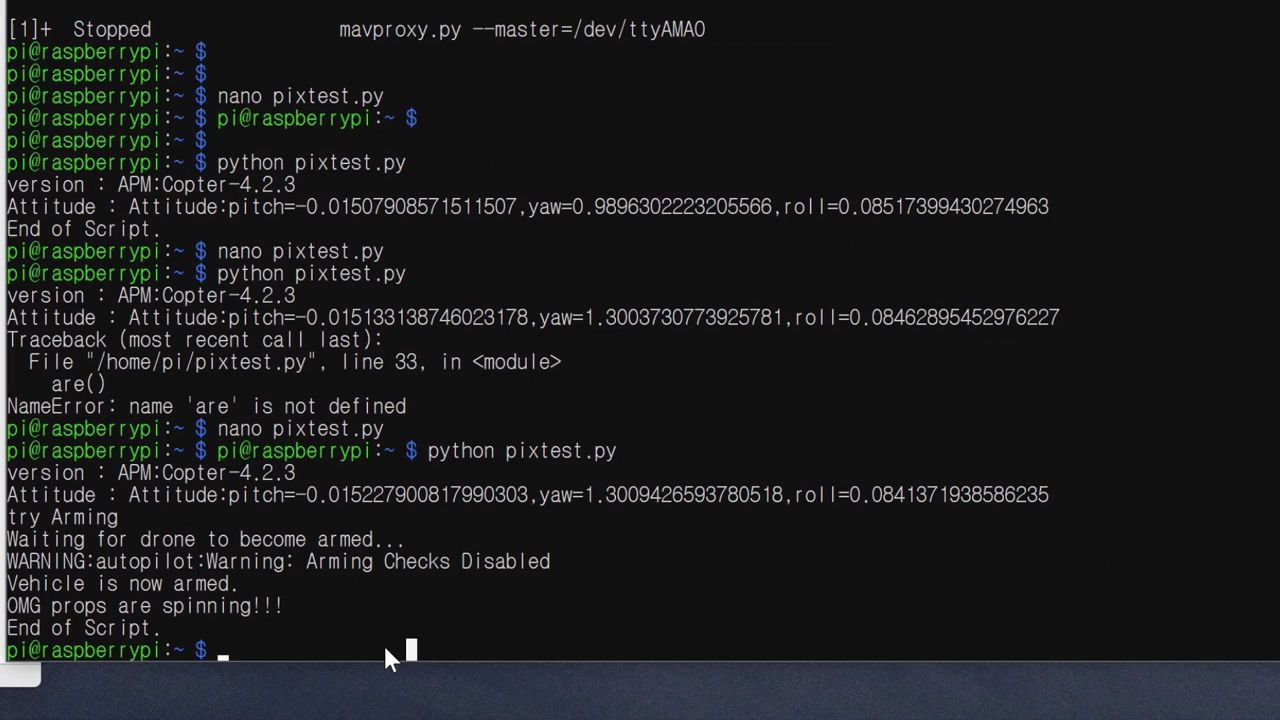 [1]+  Stopped                 mavproxy.py --master=/dev/ttyAMA0
pi@raspberrypi:~ $
pi@raspberrypi:~ $
pi@raspberrypi:~ $ nano pixtest.py
pi@raspberrypi:~ $ pi@raspberrypi:~ $
pi@raspberrypi:~ $
pi@raspberrypi:~ $ python pixtest.py
version : APM:Copter-4.2.3
Attitude : Attitude:pitch=-0.01507908571511507,yaw=0.9896302223205566,roll=0.08517399430274963
End of Script.
pi@raspberrypi:~ $ nano pixtest.py
pi@raspberrypi:~ $ python pixtest.py
version : APM:Copter-4.2.3
Attitude : Attitude:pitch=-0.015133138746023178,yaw=1.3003730773925781,roll=0.08462895452976227
Traceback (most recent call last):
  File "/home/pi/pixtest.py", line 33, in <module>
    are()
NameError: name 'are' is not defined
pi@raspberrypi:~ $ nano pixtest.py
pi@raspberrypi:~ $ pi@raspberrypi:~ $ python pixtest.py
version : APM:Copter-4.2.3
Attitude : Attitude:pitch=-0.015227900817990303,yaw=1.3009426593780518,roll=0.0841371938586235
try Arming
Waiting for drone to become armed...
WARNING:autopilot:Warning: Arming Checks Disabled
Vehicle is now armed.
OMG props are spinning!!!
End of Script.
pi@raspberrypi:~ $